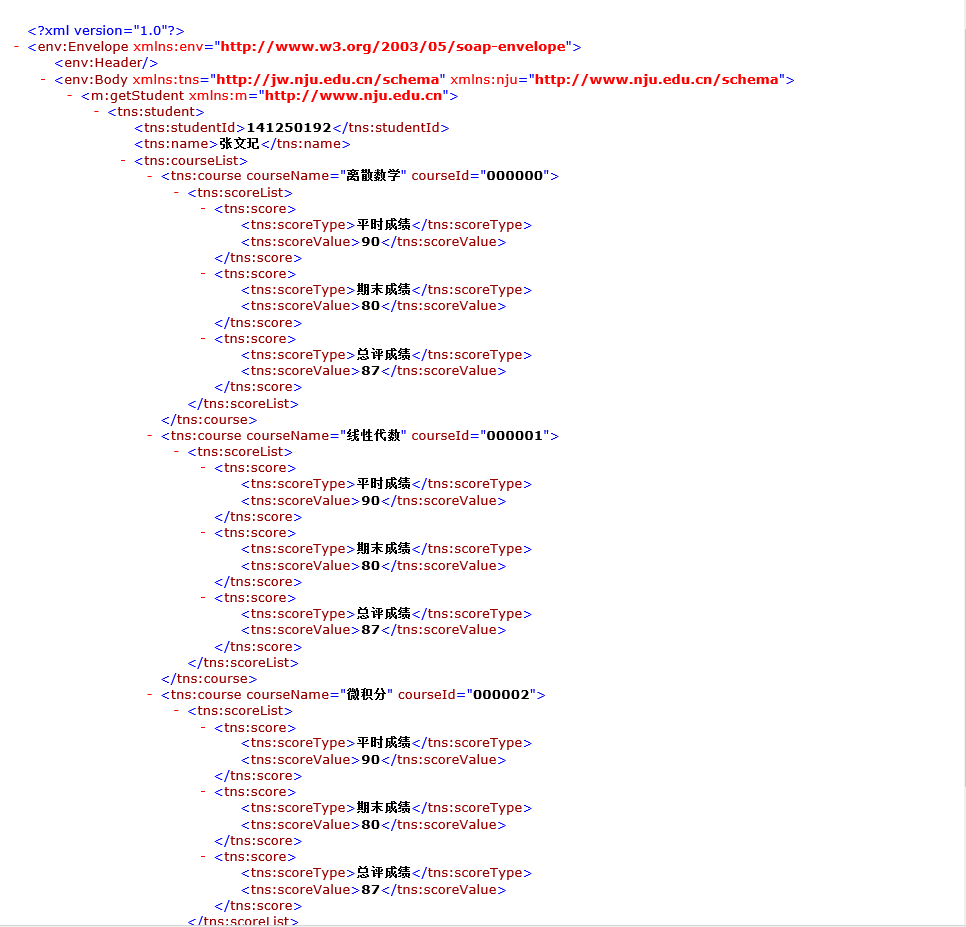 <?xml version="1.0"?>
- <env:Envelope xmlns:env="http://www.w3.org/2003/05/soap-envelope">
<env:Header/>
- <env:Body xmlns:tns="http://jw.nju.edu.cn/schema" xmlns:nju="http://www.nju.edu.cn/schema">
- <m:getStudent xmlns:m="http://www.nju.edu.cn">
- <tns:student>
<tns:studentId>141250192</tns:studentId>
<tns:name>张文玘</tns:name>
- <tns:courseList>
- <tns:course courseName="离散数学" courseId="000000">
- <tns:scoreList>
- <tns:score>
<tns:scoreType>平时成绩</tns:scoreType>
<tns:scoreValue>90</tns:scoreValue>
</tns:score>
- <tns:score>
<tns:scoreType>期末成绩</tns:scoreType>
<tns:scoreValue>80</tns:scoreValue>
</tns:score>
- <tns:score>
<tns:scoreType>总评成绩</tns:scoreType>
<tns:scoreValue>87</tns:scoreValue>
</tns:score>
</tns:scoreList>
</tns:course>
- <tns:course courseName="线性代数" courseId="000001">
- <tns:scoreList>
- <tns:score>
<tns:scoreType>平时成绩</tns:scoreType>
<tns:scoreValue>90</tns:scoreValue>
</tns:score>
- <tns:score>
<tns:scoreType>期末成绩</tns:scoreType>
<tns:scoreValue>80</tns:scoreValue>
</tns:score>
- <tns:score>
<tns:scoreType>总评成绩</tns:scoreType>
<tns:scoreValue>87</tns:scoreValue>
</tns:score>
</tns:scoreList>
</tns:course>
- <tns:course courseName="微积分" courseId="000002">
- <tns:scoreList>
- <tns:score>
<tns:scoreType>平时成绩</tns:scoreType>
<tns:scoreValue>90</tns:scoreValue>
</tns:score>
- <tns:score>
<tns:scoreType>期末成绩</tns:scoreType>
<tns:scoreValue>80</tns:scoreValue>
</tns:score>
- <tns:score>
<tns:scoreType>总评成绩</tns:scoreType>
<tns:scoreValue>87</tns:scoreValue>
</tns:score>
</tns:scoreList>